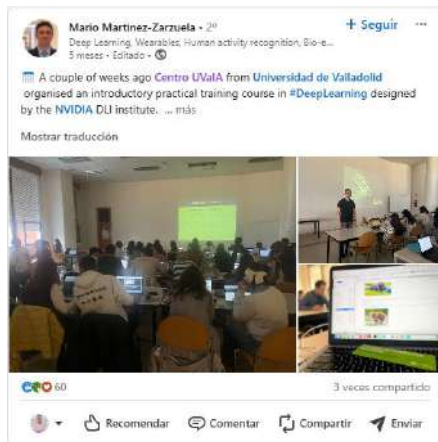 Mario Martinez-Zarzuela • 2º
+ Seguir
Deep Learning, Wearables, Human activity recognition, Bio-e...
5 meses • Editado •
A couple of weeks ago Centro UVaIA from Universidad de Valladolid
organised an introductory practical training course in #DeepLearning designed
by the NVIDIA DLI institute. ... más
Mostrar traducción
60
3 veces compartido
Recomendar
Comentar
Compartir
Enviar